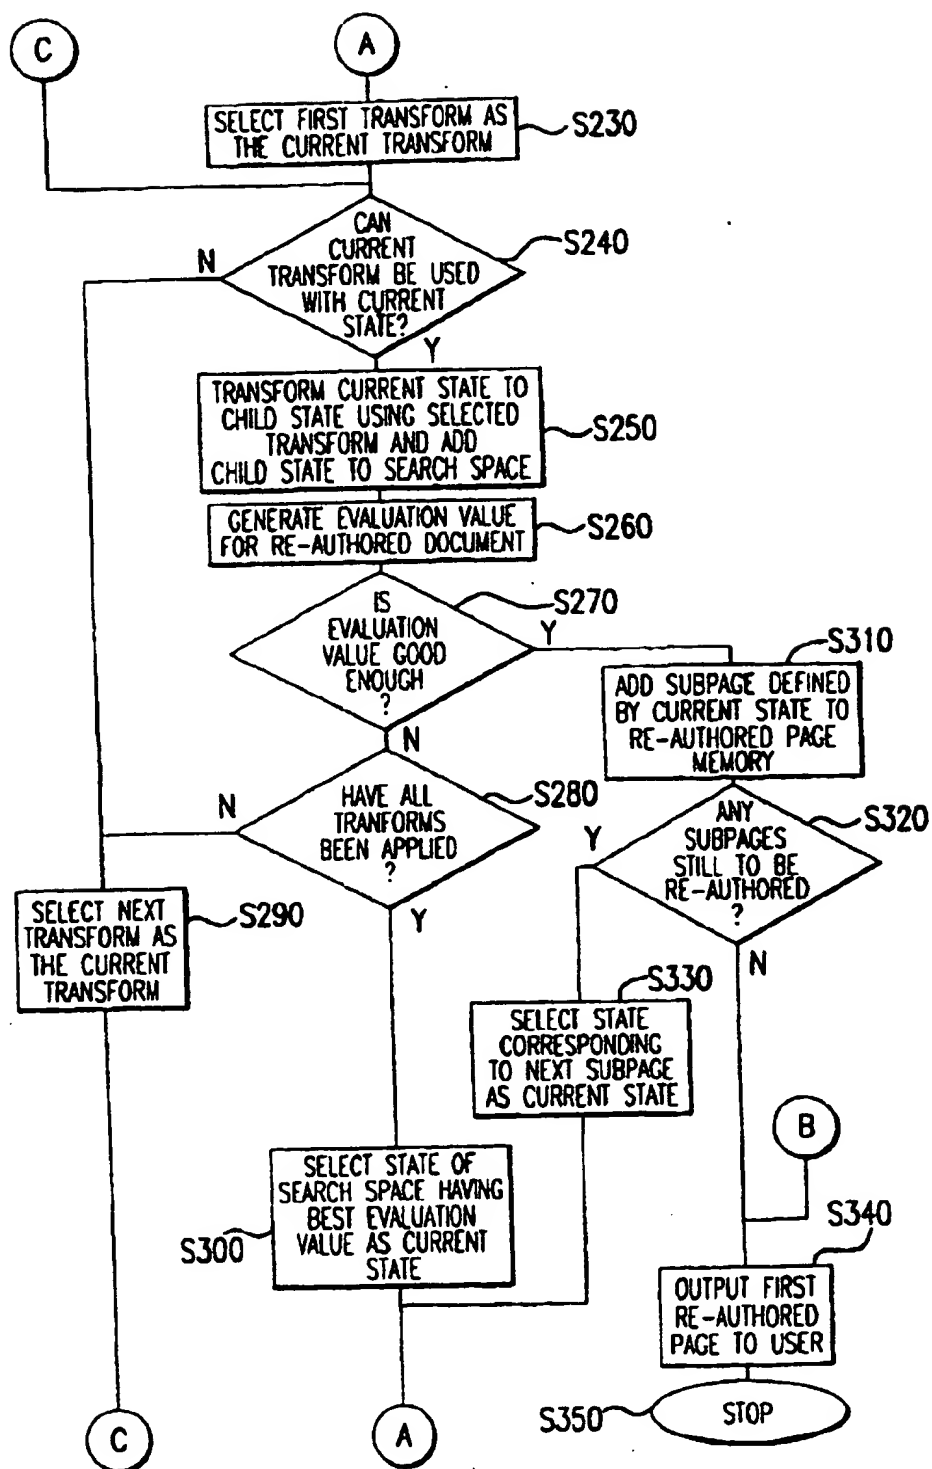 C
A
SELECT FIRST TRANSFORM AS
THE CURRENT TRANSFORM
S230
CAN
CURRENT
TRANSFORM BE USED
WITH CURRENT
STATE?
S240
N
Y
TRANSFORM CURRENT STATE TO
CHILD STATE USING SELECTED
TRANSFORM AND ADD
CHILD STATE TO SEARCH SPACE
S250
GENERATE EVALUATION VALUE
FOR RE-AUTHORED DOCUMENT
S260
IS
EVALUATION
VALUE GOOD
ENOUGH
?
S270
Y
N
S310
ADD SUBPAGE DEFINED
BY CURRENT STATE TO
RE-AUTHORED PAGE
MEMORY
HAVE ALL
TRANFORMS
BEEN APPLIED
?
S280
N
Y
ANY
SUBPAGES
STILL TO BE
RE-AUTHORED
?
S320
Y
N
SELECT NEXT
TRANSFORM AS
THE CURRENT
TRANSFORM
S290
S330
SELECT STATE
CORRESPONDING
TO NEXT SUBPAGE
AS CURRENT STATE
B
SELECT STATE OF
SEARCH SPACE HAVING
BEST EVALUATION
VALUE AS CURRENT
STATE
S300
S340
OUTPUT FIRST
RE-AUTHORED
PAGE TO USER
S350
STOP
C
A